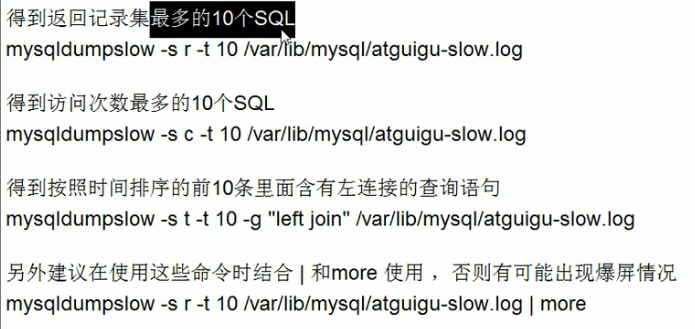 得到返回记录集最多的10个SQL
mysqldumpslow -s r -t 10 /var/lib/mysql/atguigu-slow.log
得到访问次数最多的10个SQL
mysqldumpslow -s c -t 10 /var/lib/mysql/atguigu-slow.log
得到按照时间排序的前10条里面含有左连接的查询语句
mysqldumpslow -s t -t 10 -g "left join" /var/lib/mysql/atguigu-slow.log
另外建议在使用这些命令时结合 | 和more 使用 ，否则有可能出现爆屏情况
mysqldumpslow -s r -t 10 /var/lib/mysql/atguigu-slow.log | more